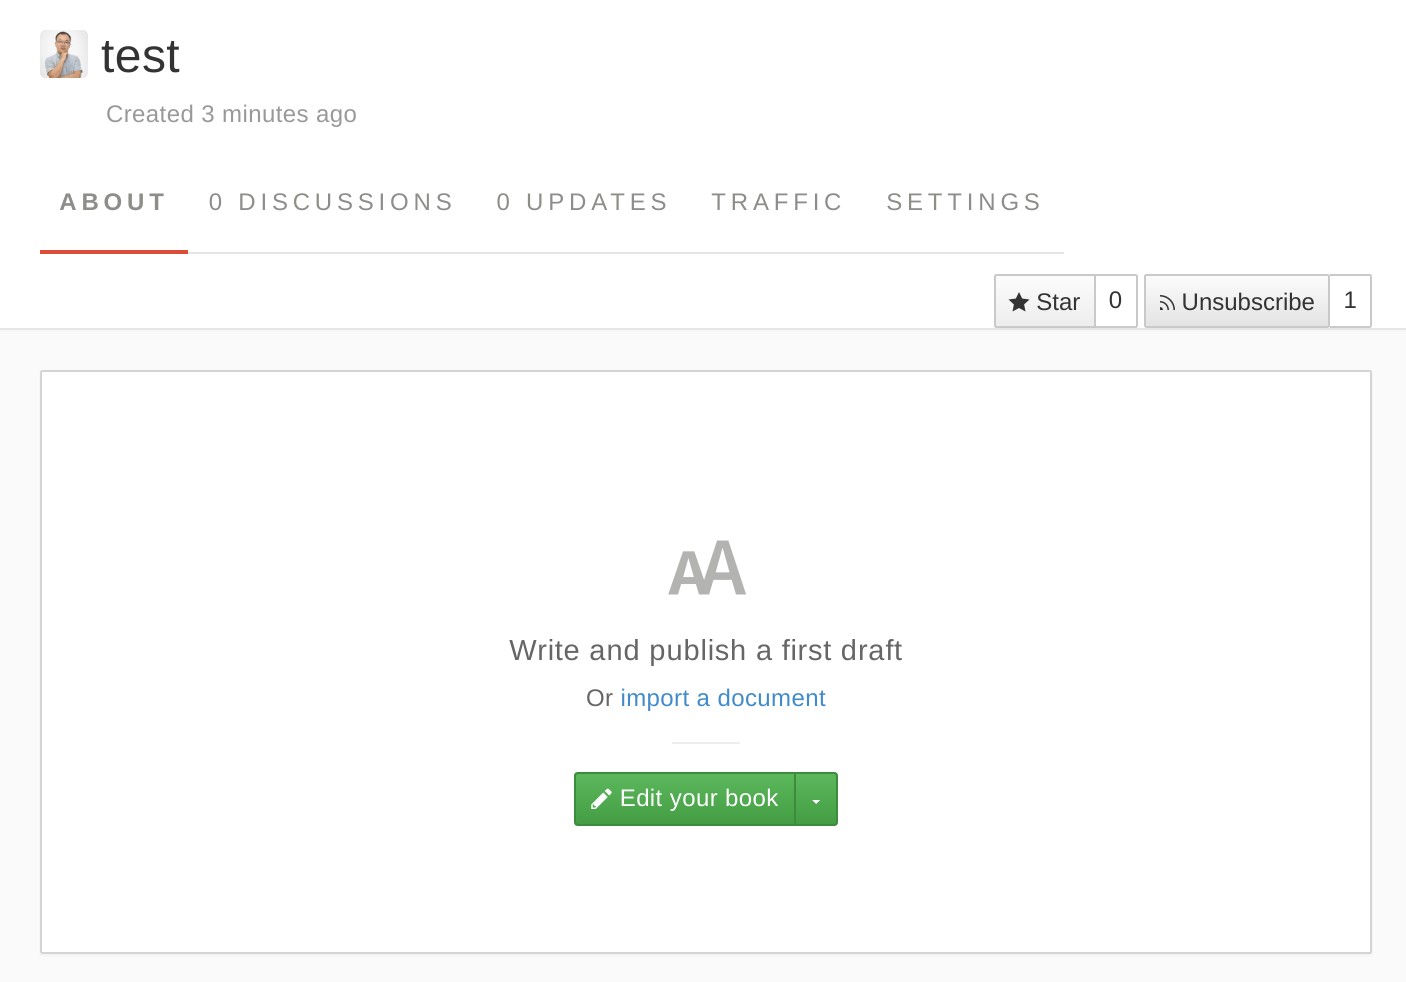 test
Created 3 minutes ago
ABOUT 0 DISCUSSIONS 0 UPDATES TRAFFIC SETTINGS
Star 0 Unsubscribe 1
AA
Write and publish a first draft
Or import a document
Edit your book